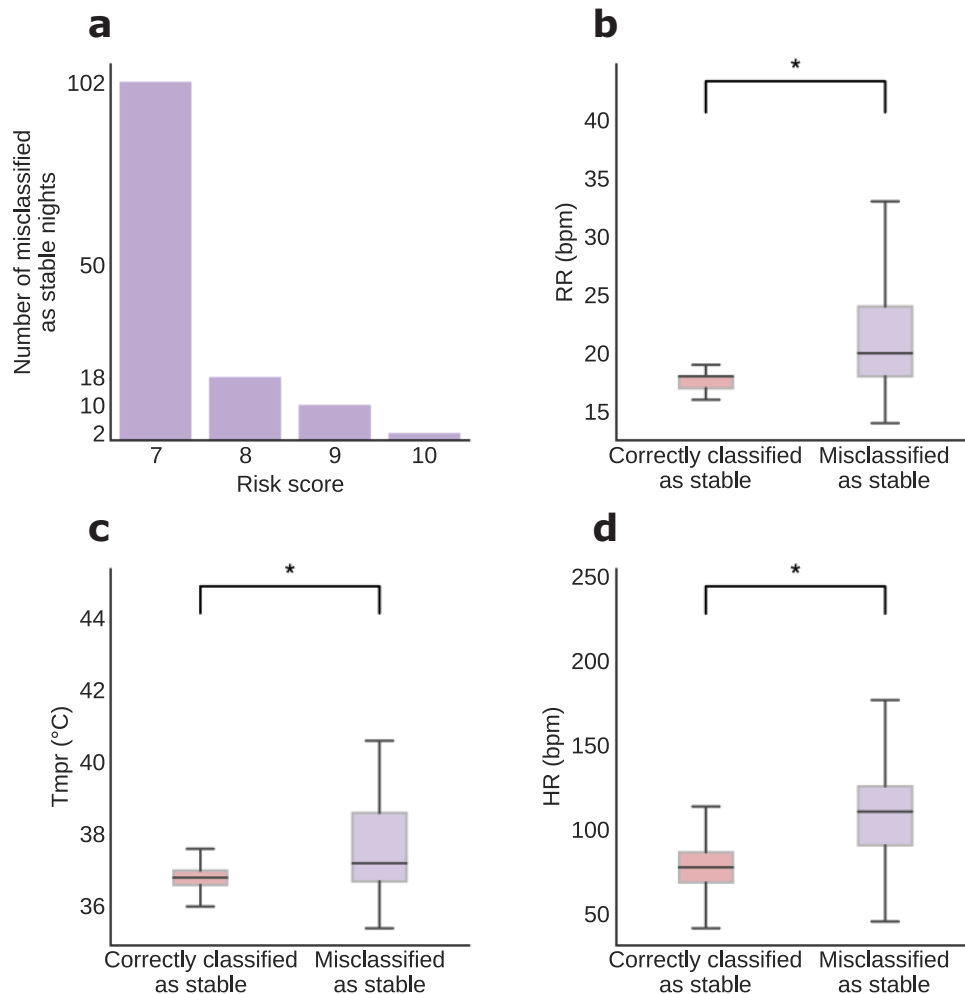 a
Number of misclassified
as stable nights
102
50
18
10
2
7 8 9 10
Risk score
b
*
RR (bpm)
40
35
30
25
20
15
Correctly classified
as stable
Misclassified
as stable
c
*
Tmpr (°C)
44
42
40
38
36
Correctly classified
as stable
Misclassified
as stable
d
*
HR (bpm)
250
200
150
100
50
Correctly classified
as stable
Misclassified
as stable